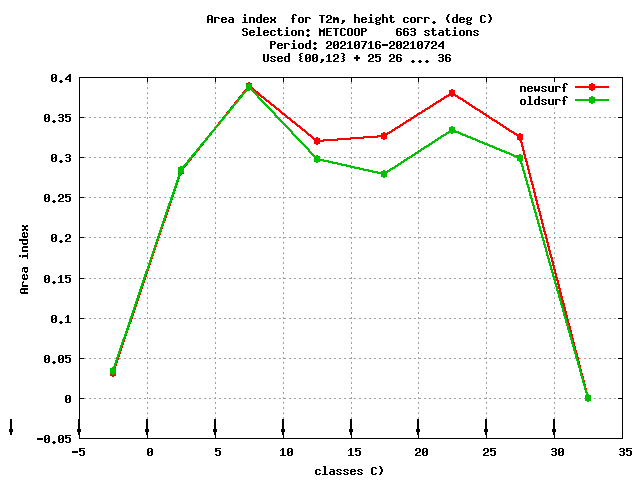 Area index  for T2m, height corr. (deg C)
Selection: METCOOP    663 stations
Period: 20210716-20210724
Used {00,12} + 25 26 ... 36
newsurf
oldsurf
0.4
0.35
0.3
0.25
0.2
0.15
0.1
0.05
0
-0.05
Area index
-5 0 5 10 15 20 25 30 35
classes C)